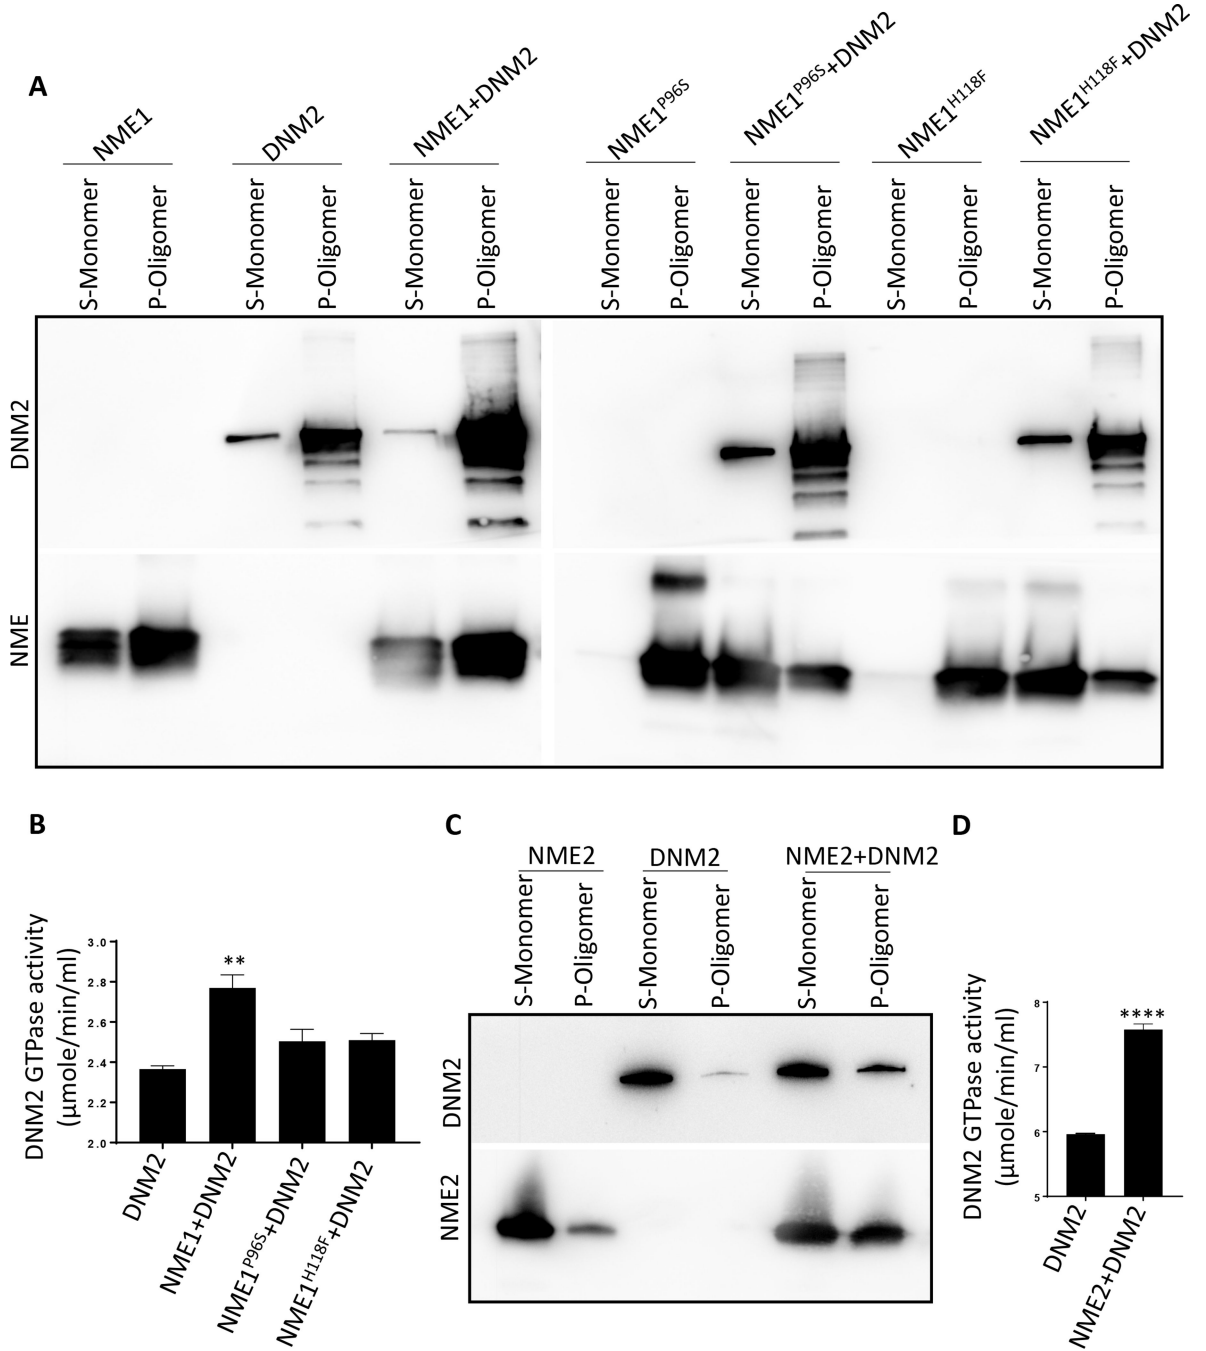 A
NME1
DNM2
NME1+DNM2
NME1P96S
NME1P96S+DNM2
NME1H118F
NME1H118F+DNM2
S-Monomer
P-Oligomer
S-Monomer
P-Oligomer
S-Monomer
P-Oligomer
S-Monomer
P-Oligomer
S-Monomer
P-Oligomer
S-Monomer
P-Oligomer
S-Monomer
P-Oligomer
DNM2
NME
B
DNM2 GTPase activity
(µmole/min/ml)
3.0
2.8
2.6
2.4
2.2
2.0
**
DNM2
NME1+DNM2
NME1P96S+DNM2
NME1H118F+DNM2
C
NME2
DNM2
NME2+DNM2
S-Monomer
P-Oligomer
S-Monomer
P-Oligomer
S-Monomer
P-Oligomer
DNM2
NME2
D
DNM2 GTPase activity
(µmole/min/ml)
8
7
6
5
****
DNM2
NME2+DNM2